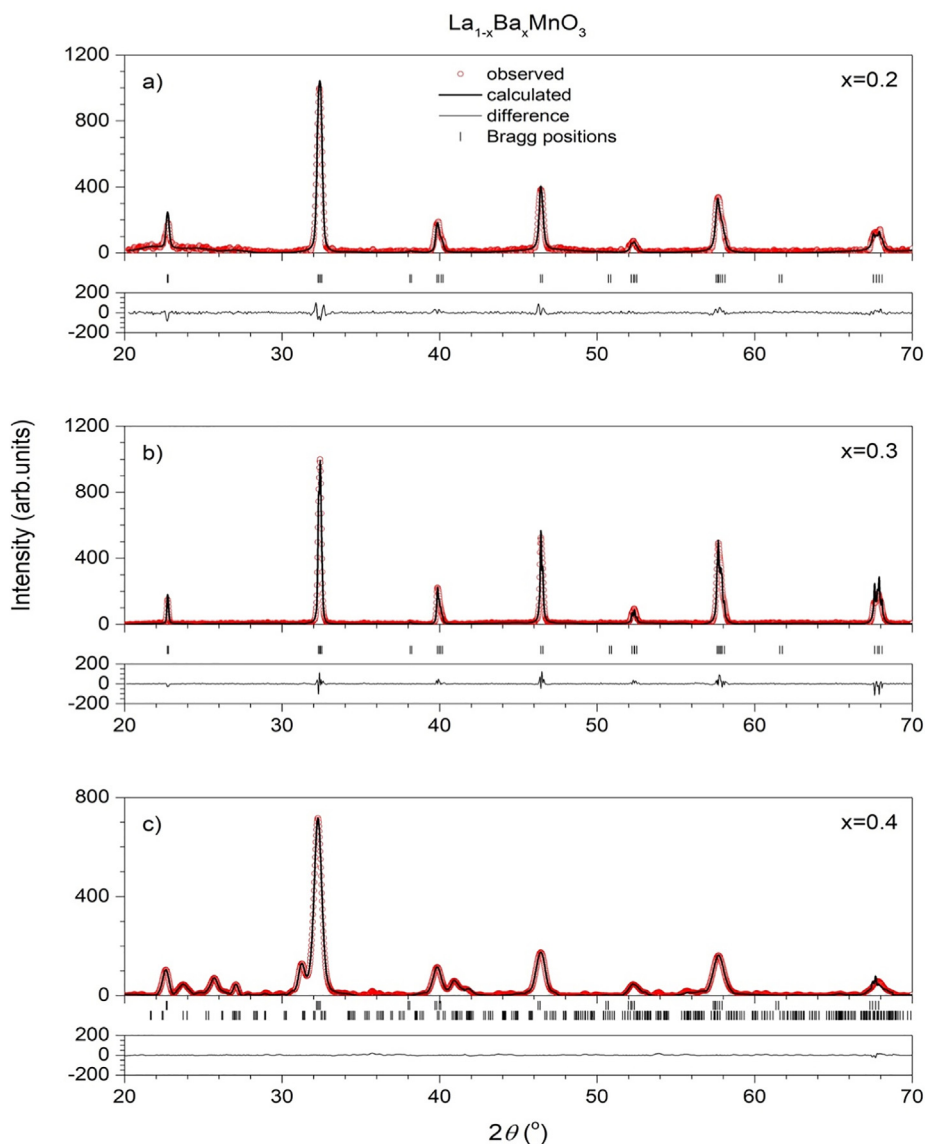 La1-xBaxMnO3
1200
a)
observed
x=0.2
calculated
800
difference
Bragg positions
400
0
200
0
-200
20 30 40 50 60 70
Intensity (arb.units)
1200
b)
x=0.3
800
400
0
200
0
-200
20 30 40 50 60 70
800
c)
x=0.4
400
0
200
0
-200
20 30 40 50 60 70
2θ (°)